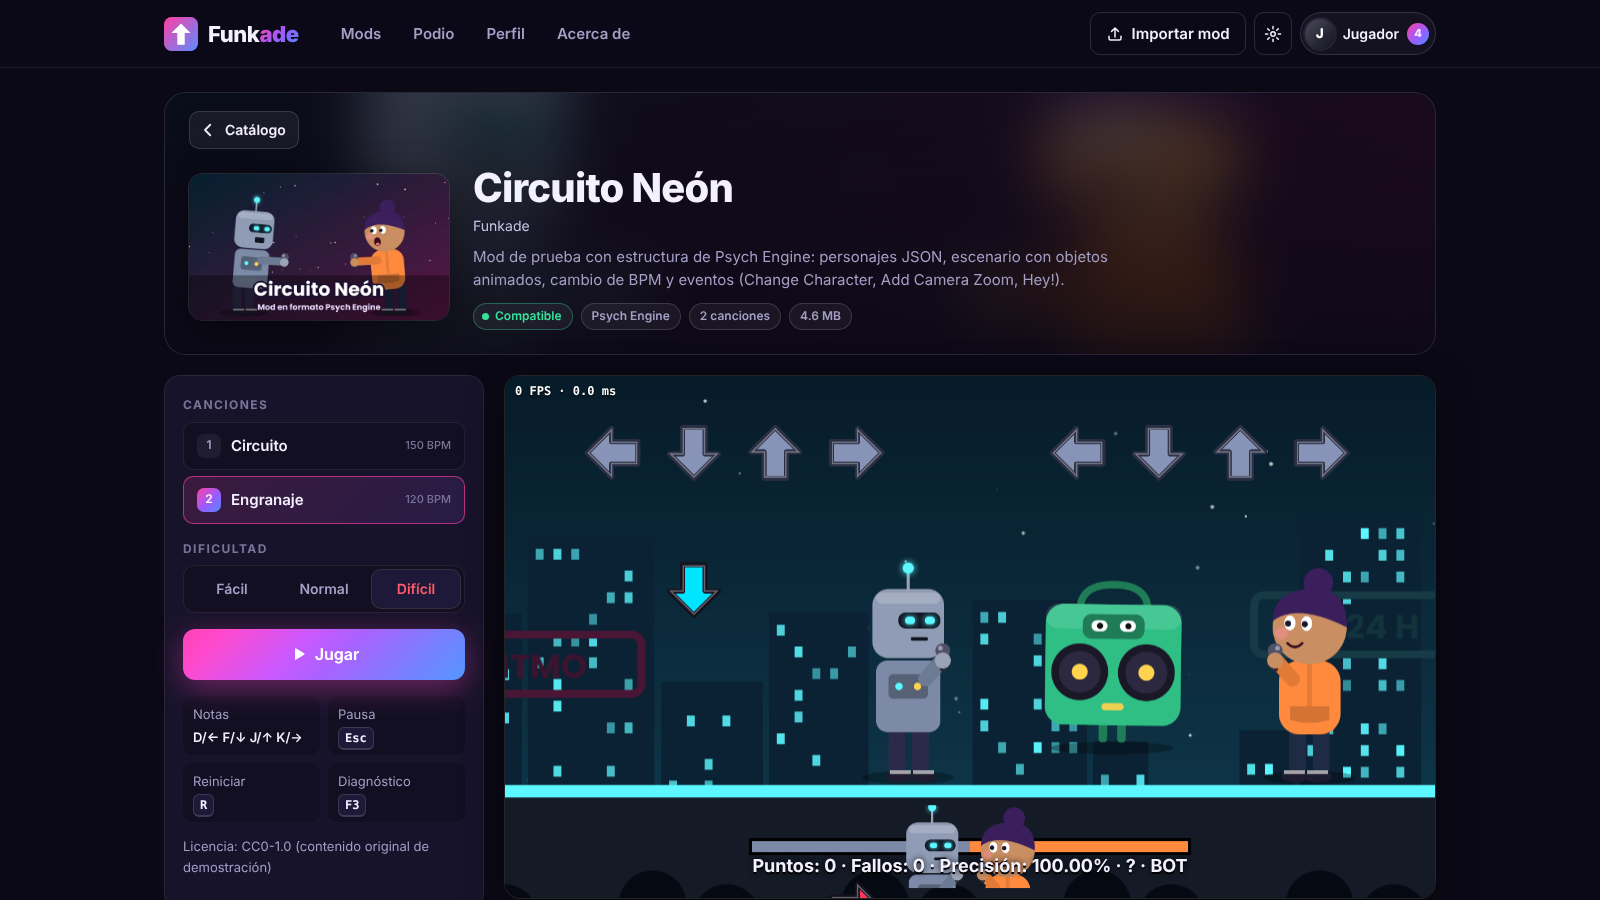 Funkade
Mods
Podio
Perfil
Acerca de
Importar mod
J
Jugador
4
Catálogo
Circuito Neón
Mod en formato Psych Engine
Circuito Neón
Funkade
Mod de prueba con estructura de Psych Engine: personajes JSON, escenario con objetos
animados, cambio de BPM y eventos (Change Character, Add Camera Zoom, Hey!).
Compatible
Psych Engine
2 canciones
4.6 MB
CANCIONES
1 Circuito 150 BPM
2 Engranaje 120 BPM
DIFICULTAD
Fácil Normal Difícil
Jugar
Notas
D/← F/↓ J/↑ K/→
Pausa
Esc
Reiniciar
R
Diagnóstico
F3
Licencia: CC0-1.0 (contenido original de
demostración)
0 FPS · 0.0 ms
TMO
24 H
Puntos: 0 · Fallos: 0 · Precisión: 100.00% · ? · BOT